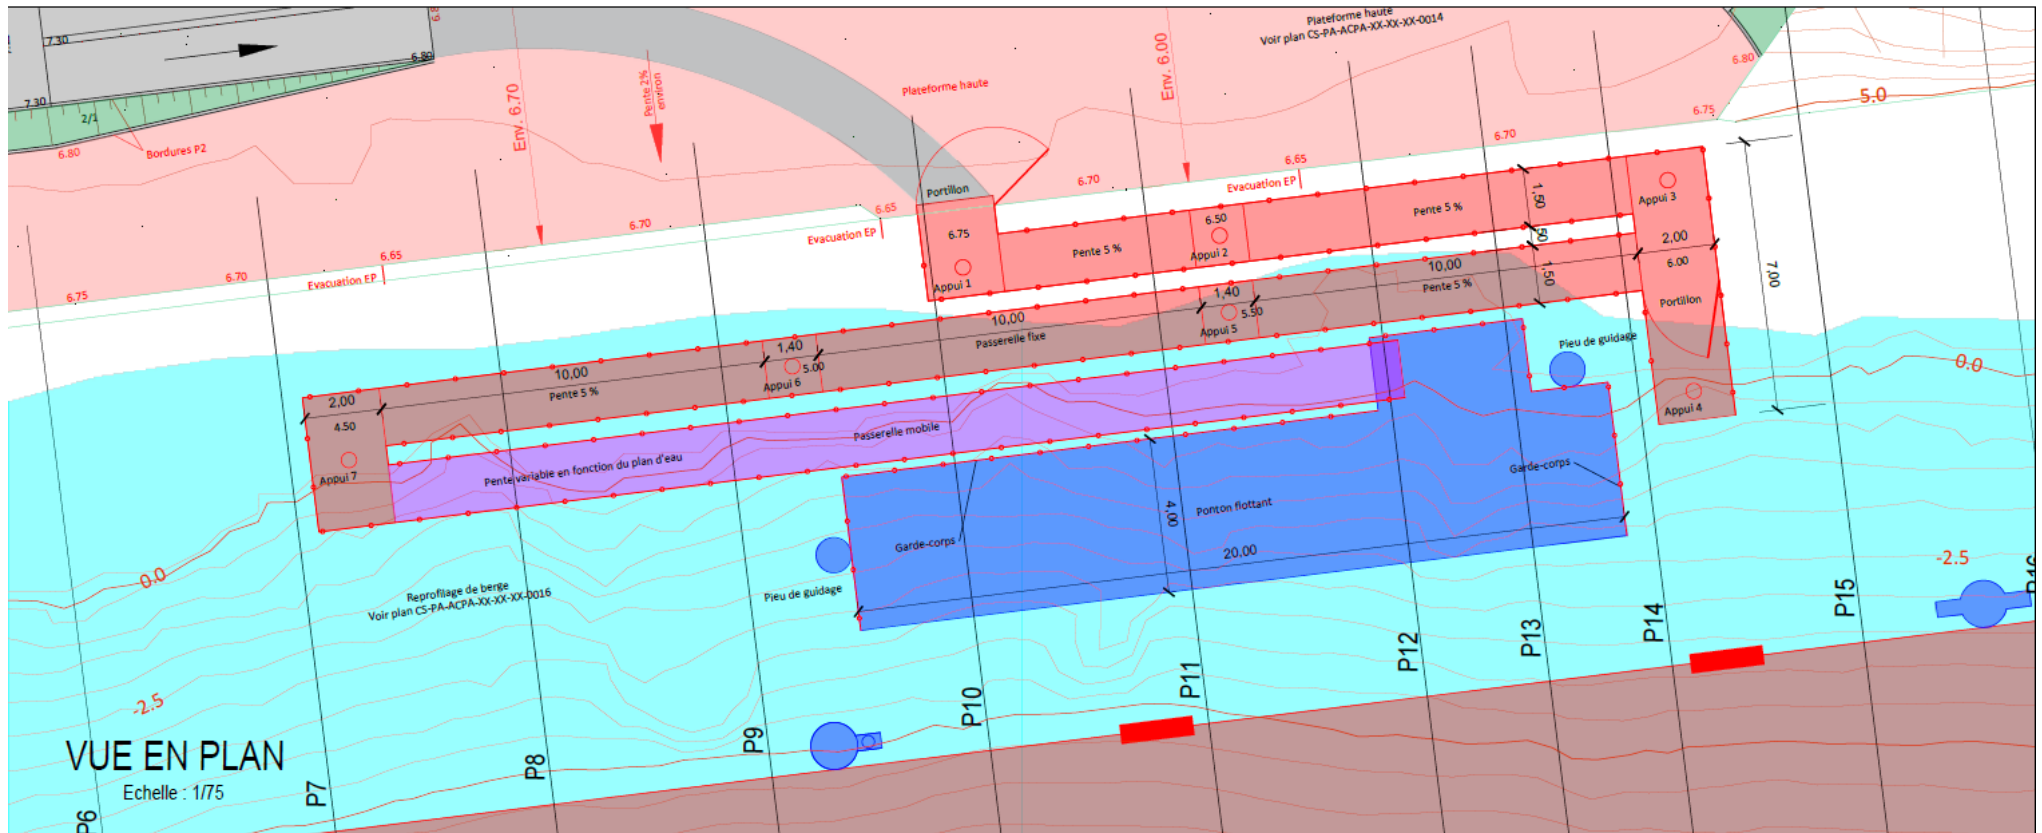 7.30
6.80
7.30
2/1
6.80
Bordures P2
Env. 6.70
Pente 2%
environ
Plateforme haute
Env. 6.00
Plateforme haute
Voir plan CS-PA-ACPA-XX-XX-XX-0014
6.80
6.75
5.0
6.70
6.65
Evacuation EP
6.70
Portillon
6.65
Evacuation EP
6.70
6.65
Evacuation EP
6.70
6.75
6.75
Appui 1
Pente 5 %
6.50
Appui 2
Pente 5 %
1,50
Appui 3
50
2,00
6.00
7,00
10,00
Pente 5 %
1,50
Portillon
1,40
5.50
Appui 5
10,00
Passerelle fixe
1,40
5.00
Appui 6
10,00
Pente 5 %
2,00
4.50
Appui 7
Pente variable en fonction du plan d'eau
Passerelle mobile
Pieu de guidage
0.0
Appui 4
Garde-corps
Ponton flottant
4,00
20,00
Garde-corps
Pieu de guidage
0.0
Reprofilage de berge
Voir plan CS-PA-ACPA-XX-XX-XX-0016
-2.5
-2.5
VUE EN PLAN
Echelle : 1/75
P6
P7
P8
P9
P10
P11
P12
P13
P14
P15